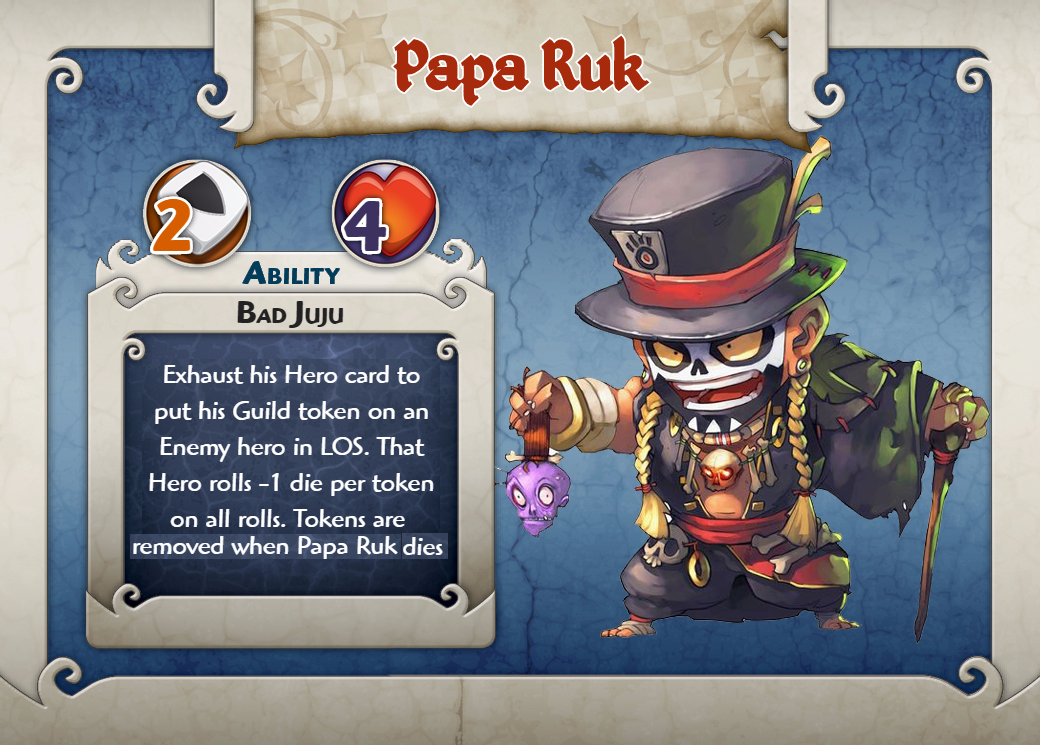 Papa Ruk
2 4
Ability
Bad Juju
Exhaust his Hero card to
put his Guild token on an
Enemy hero in LOS. That
Hero rolls -1 die per token
on all rolls. Tokens are
removed when Papa Ruk dies